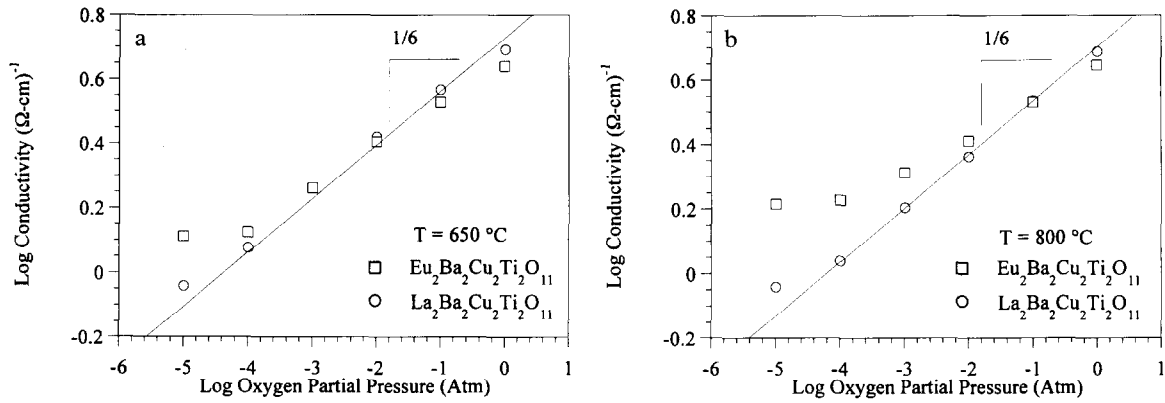 a
1/6
0.8
0.6
0.4
0.2
0
-0.2
Log Conductivity (Ω-cm)⁻¹
T = 650 °C
□ Eu₂Ba₂Cu₂Ti₂O₁₁
○ La₂Ba₂Cu₂Ti₂O₁₁
-6 -5 -4 -3 -2 -1 0 1
Log Oxygen Partial Pressure (Atm)
b
1/6
0.8
0.6
0.4
0.2
0
-0.2
Log Conductivity (Ω-cm)⁻¹
T = 800 °C
□ Eu₂Ba₂Cu₂Ti₂O₁₁
○ La₂Ba₂Cu₂Ti₂O₁₁
-6 -5 -4 -3 -2 -1 0 1
Log Oxygen Partial Pressure (Atm)